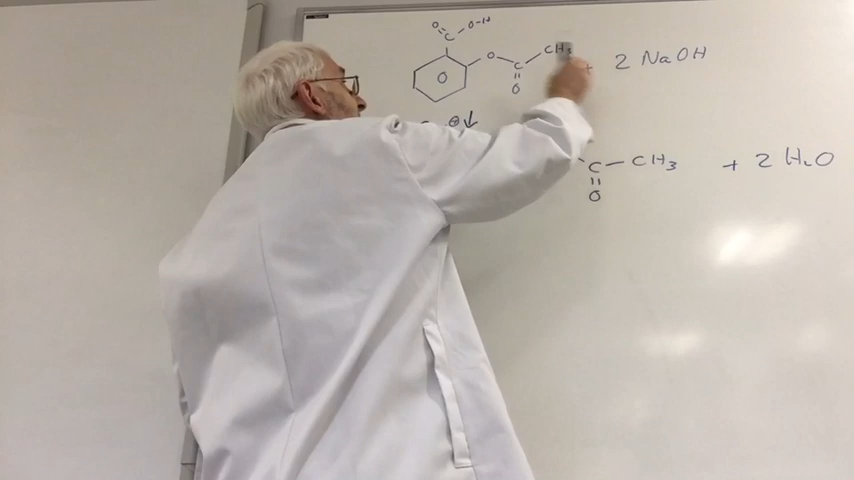 O O-H
C
O O C CH3 + 2 NaOH
O
⊖ ↓
C - CH3 + 2 H2O
O